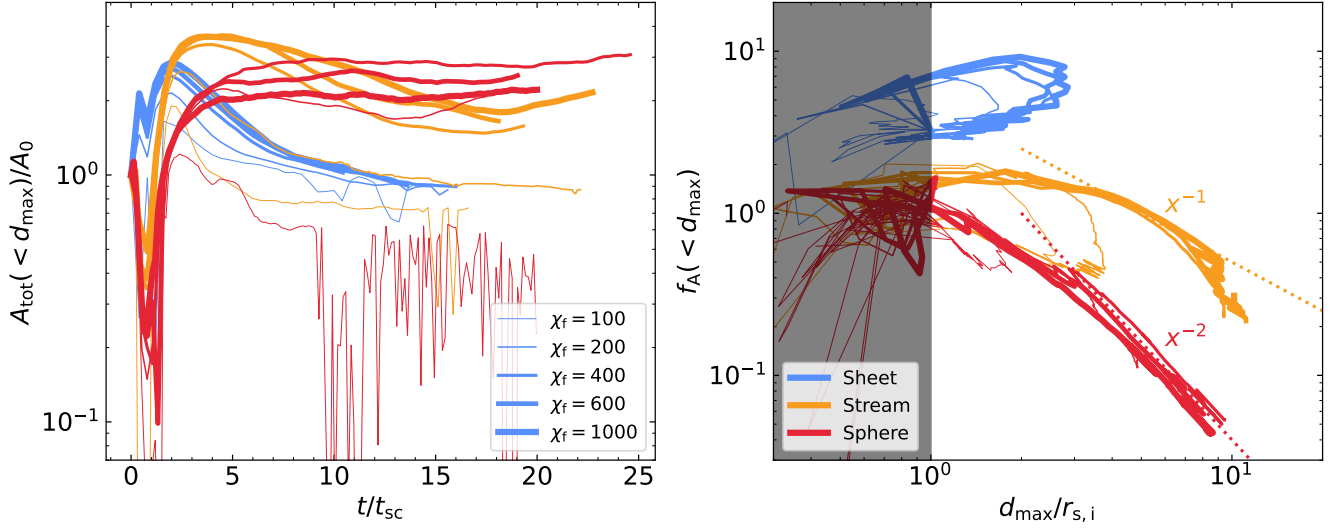 A_tot(< d_max)/A_0
10^0
10^−1
χ_f = 100
χ_f = 200
χ_f = 400
χ_f = 600
χ_f = 1000
0 5 10 15 20 25
t/t_sc
f_A(< d_max)
10^1
10^0
10^−1
x^−1
x^−2
Sheet
Stream
Sphere
10^0 10^1
d_max/r_s, i